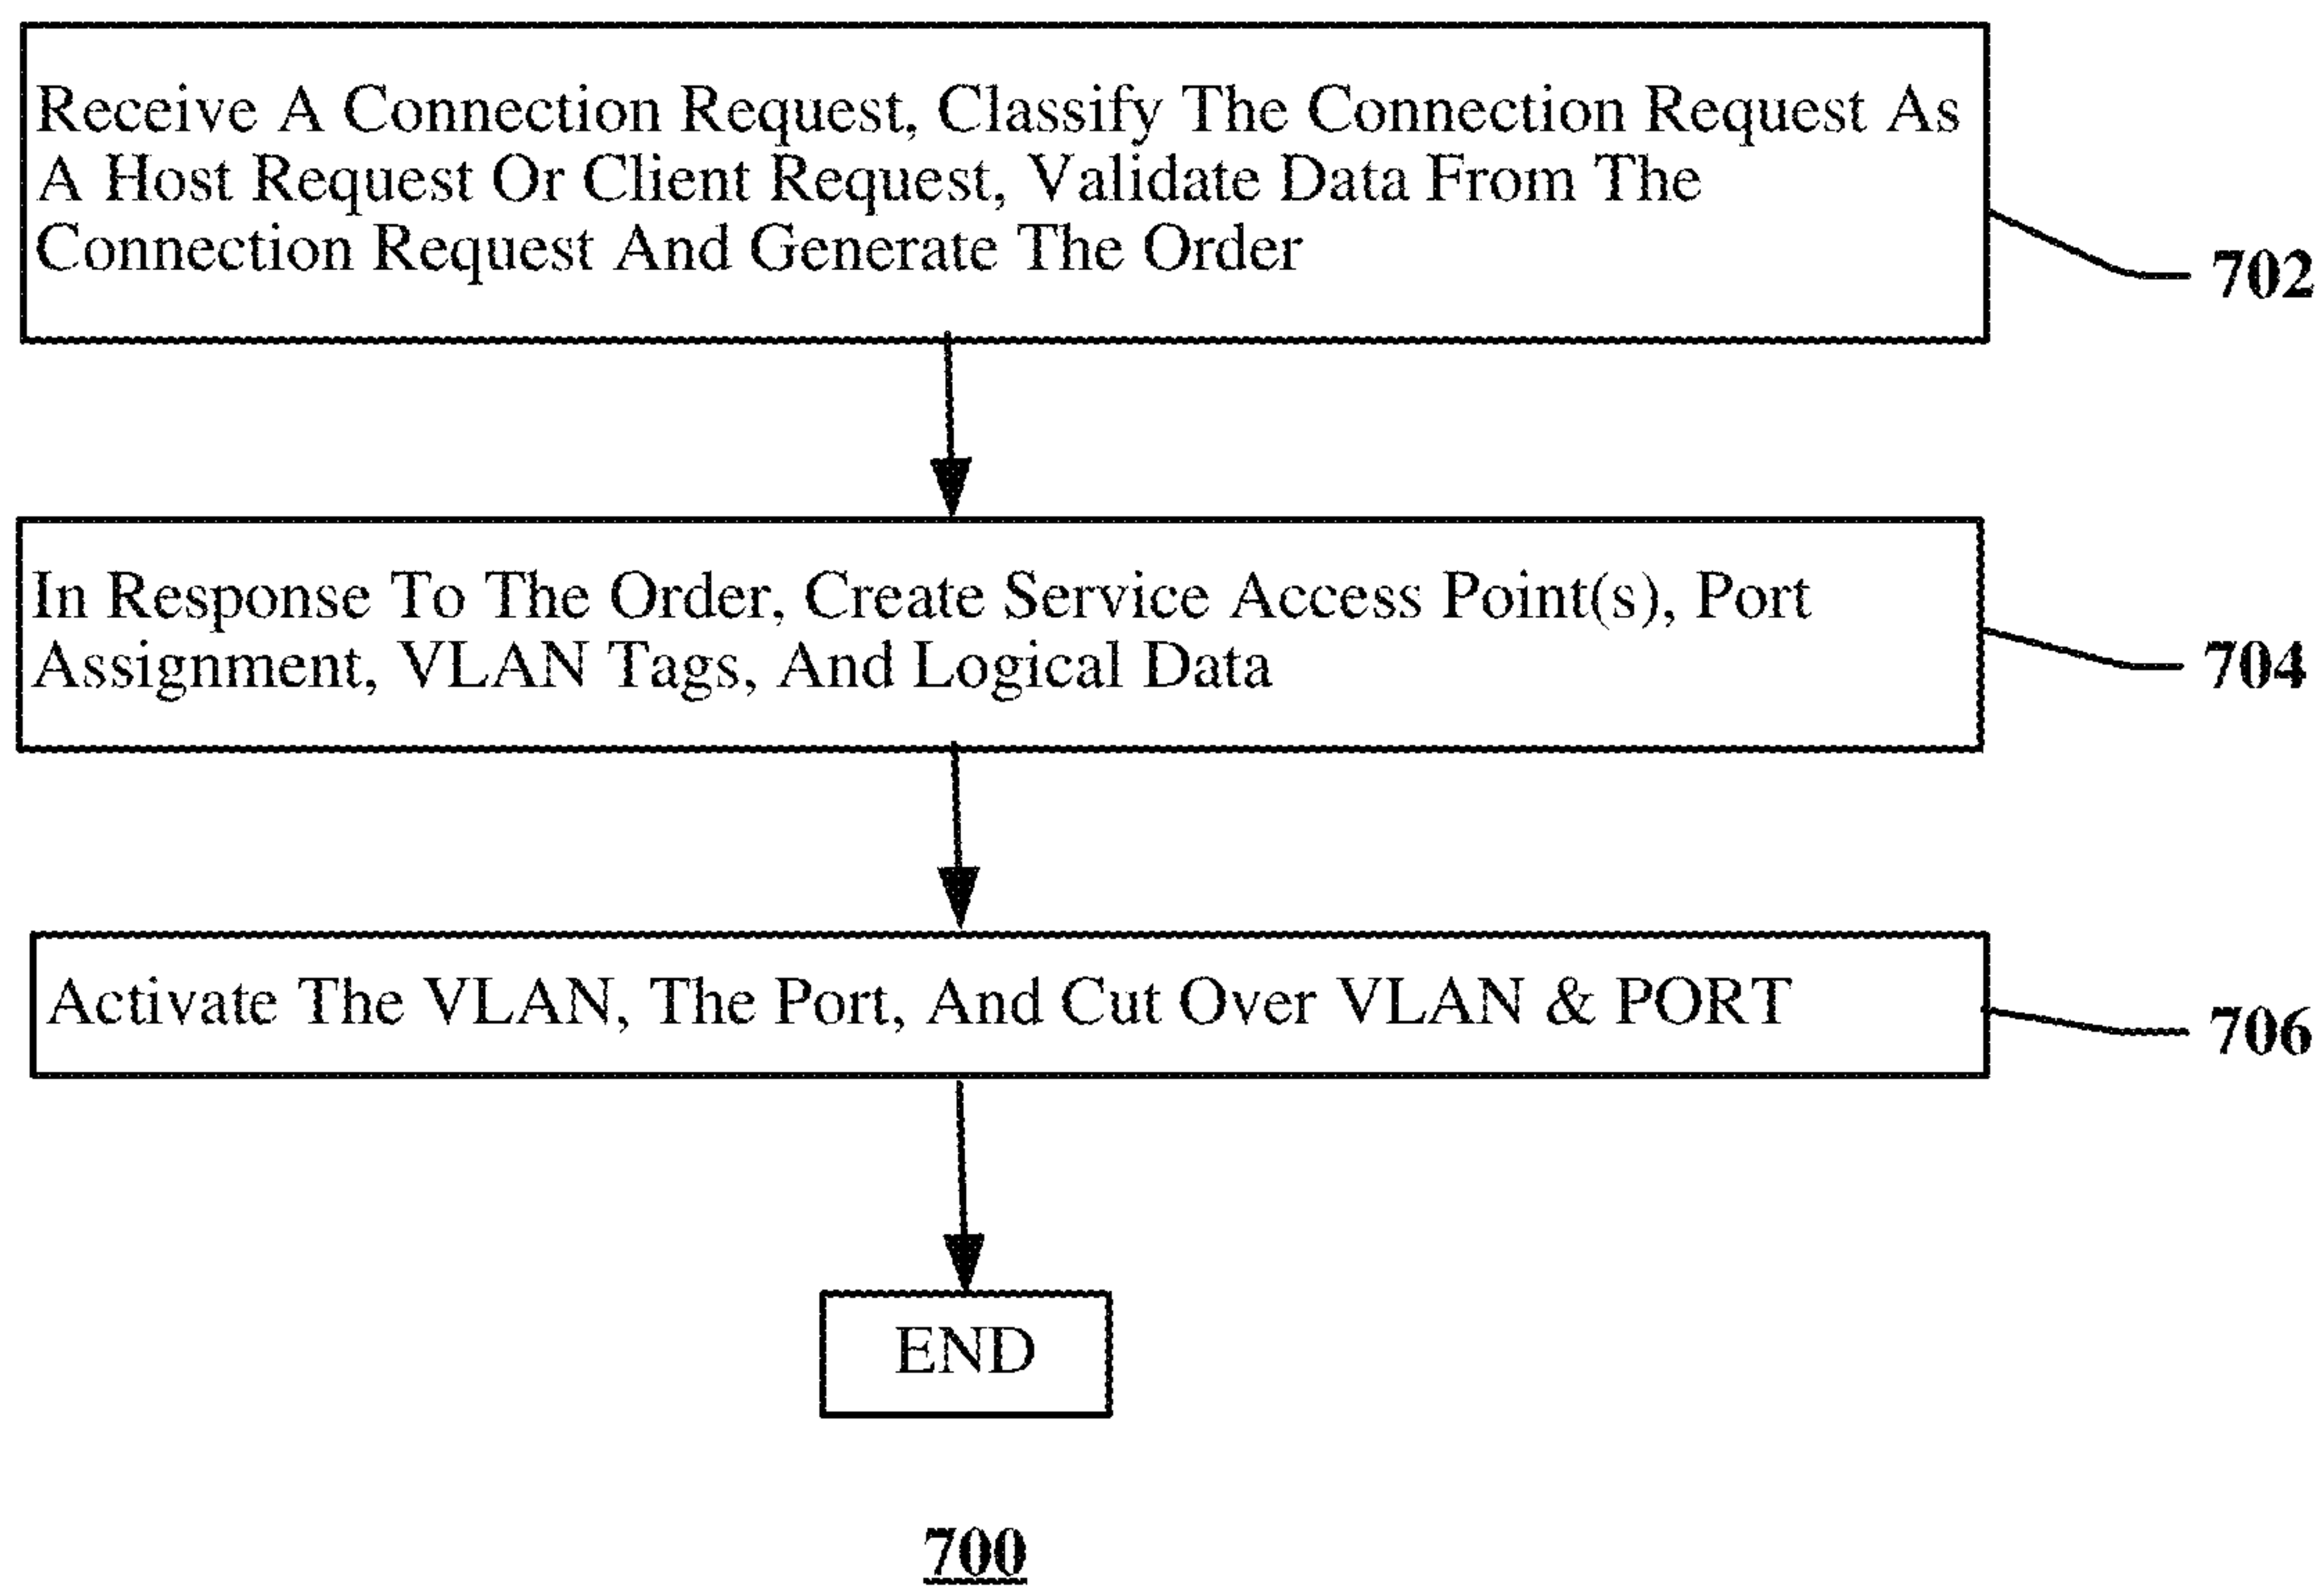 Receive A Connection Request, Classify The Connection Request As
A Host Request Or Client Request, Validate Data From The
Connection Request And Generate The Order
702
In Response To The Order, Create Service Access Point(s), Port
Assignment, VLAN Tags, And Logical Data
704
Activate The VLAN, The Port, And Cut Over VLAN & PORT
706
END
700